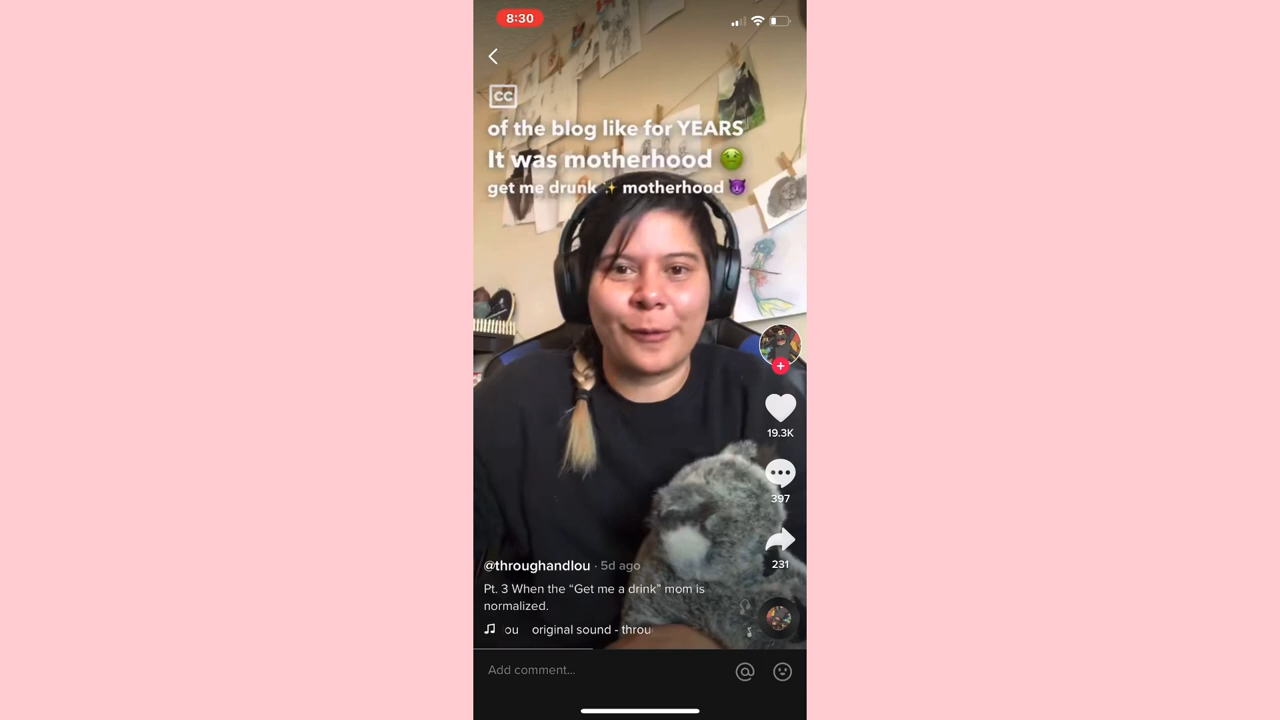 8:30
CC
of the blog like for YEARS
It was motherhood 🤢
get me drunk ✨ motherhood 😈
19.3K
397
231
@throughandlou · 5d ago
Pt. 3 When the “Get me a drink” mom is
normalized.
ou original sound - throu
Add comment...